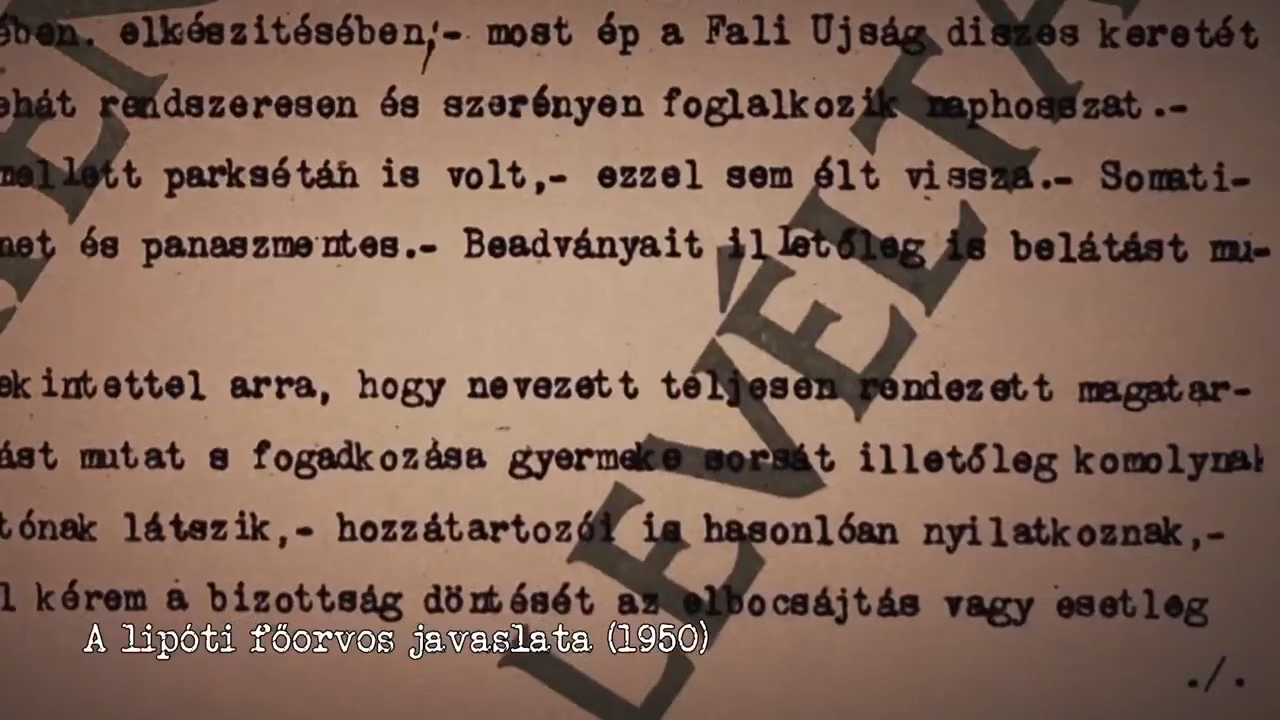 ében. elkészitésében,- most ép a Fali Ujság diszes keretét
ehát rendszeresen és szerényen foglalkozik naphosszat.-
mellett parksétán is volt,- ezzel sem élt vissza.- Somati-
net és panaszmentes.- Beadványait illetőleg is belátást mu-
ekintettel arra, hogy nevezett teljesen rendezett magatar-
ást mutat s fogadkozása gyermeke sorsát illetőleg komolynak
tónak látszik,- hozzátartozói is hasonlóan nyilatkoznak,-
l kérem a bizottság döntését az elbocsájtás vagy esetleg
./.
A lipóti főorvos javaslata (1950)
LEVÉLTÁ